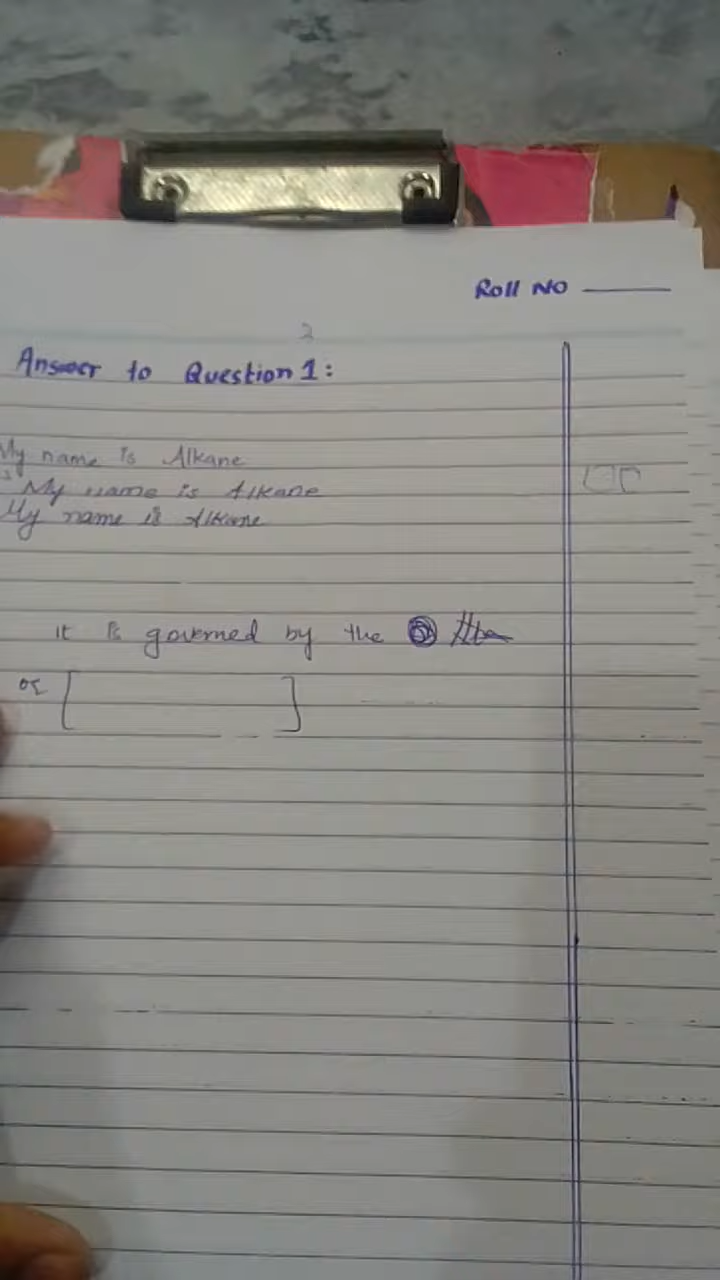 Roll NO
2
Answer to Question 1:
My name is Alkane
My name is Alkane
My name is Alkane
it is governed by the
or [ ]